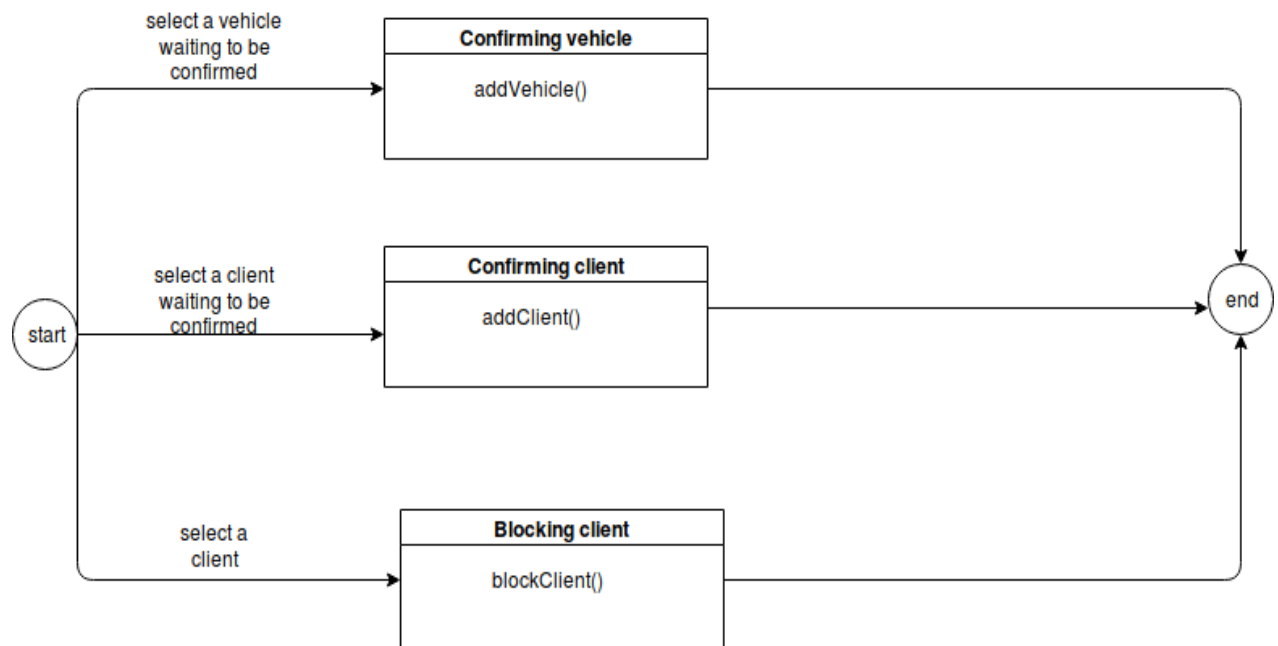 select a vehicle
waiting to be
confirmed
Confirming vehicle
addVehicle()
select a client
waiting to be
confirmed
Confirming client
addClient()
start
end
select a
client
Blocking client
blockClient()